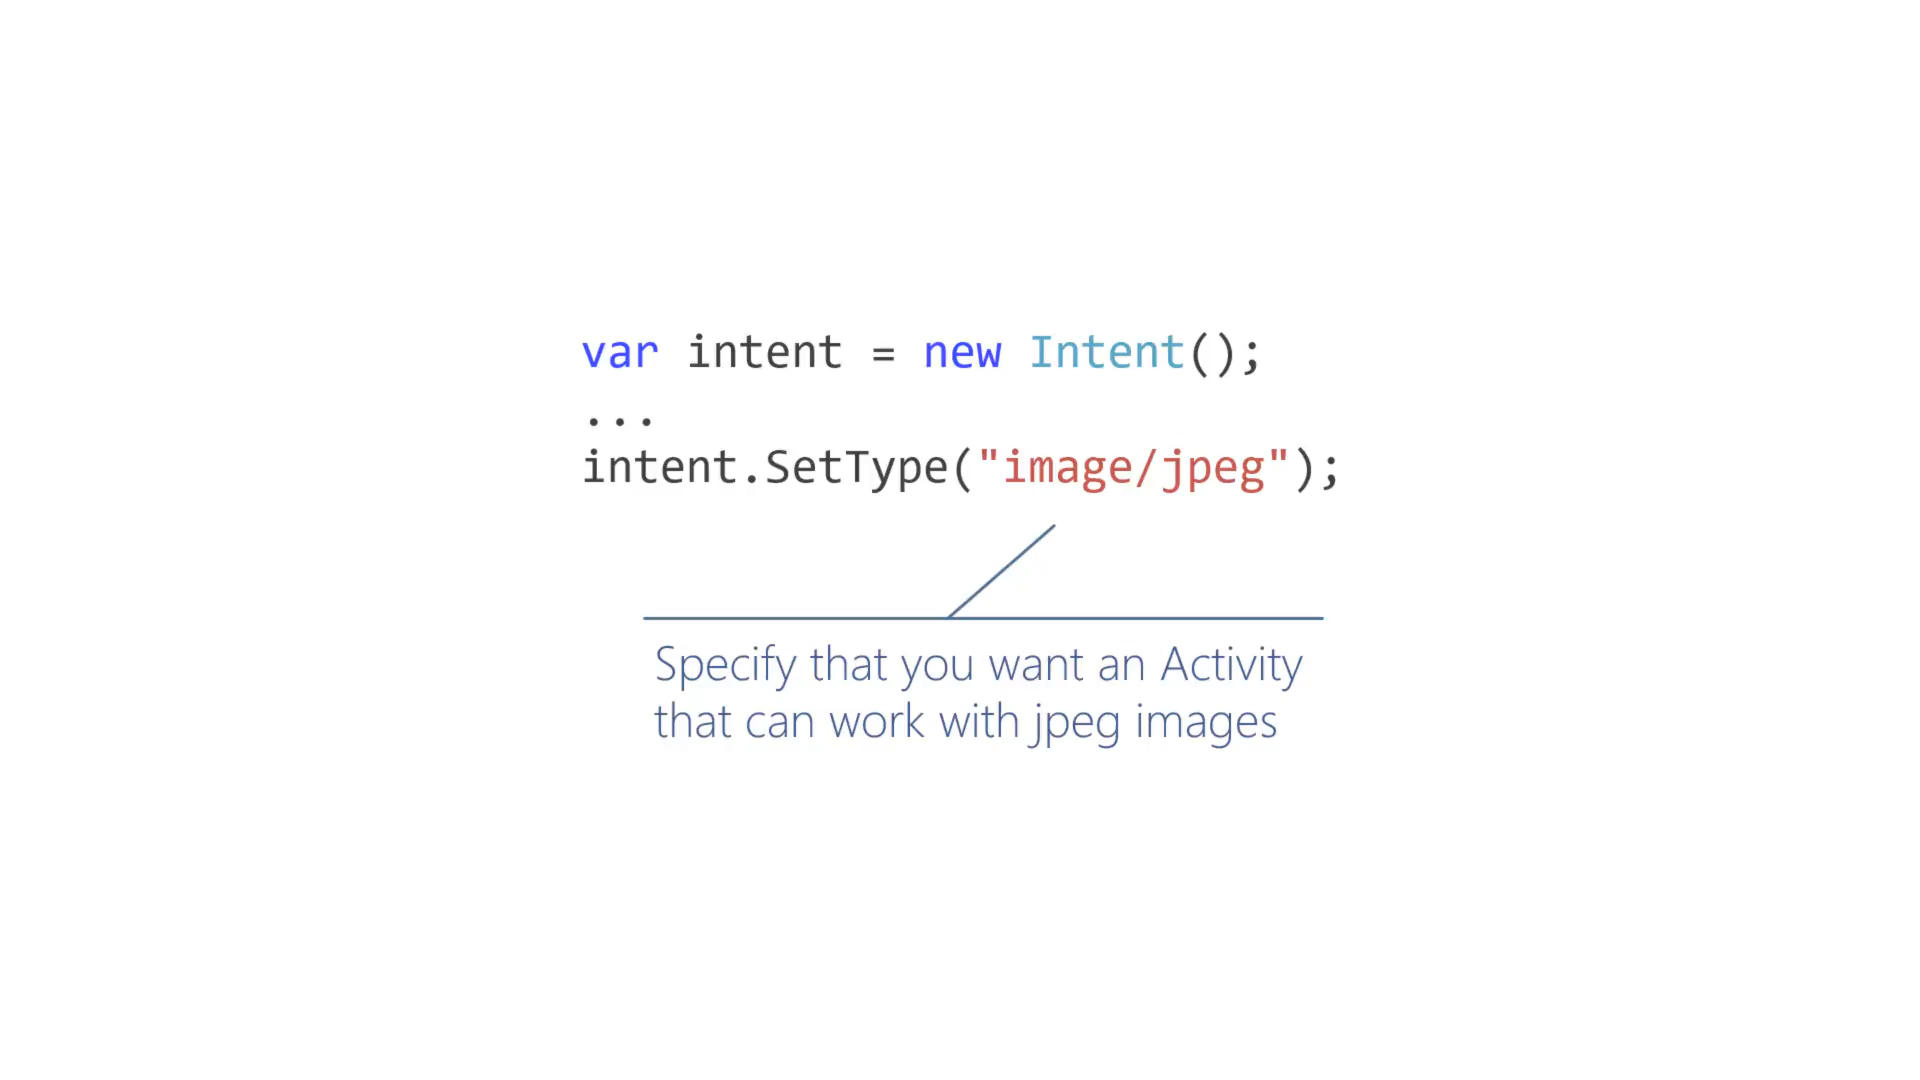 var intent = new Intent();
...
intent.SetType("image/jpeg");
Specify that you want an Activity
that can work with jpeg images